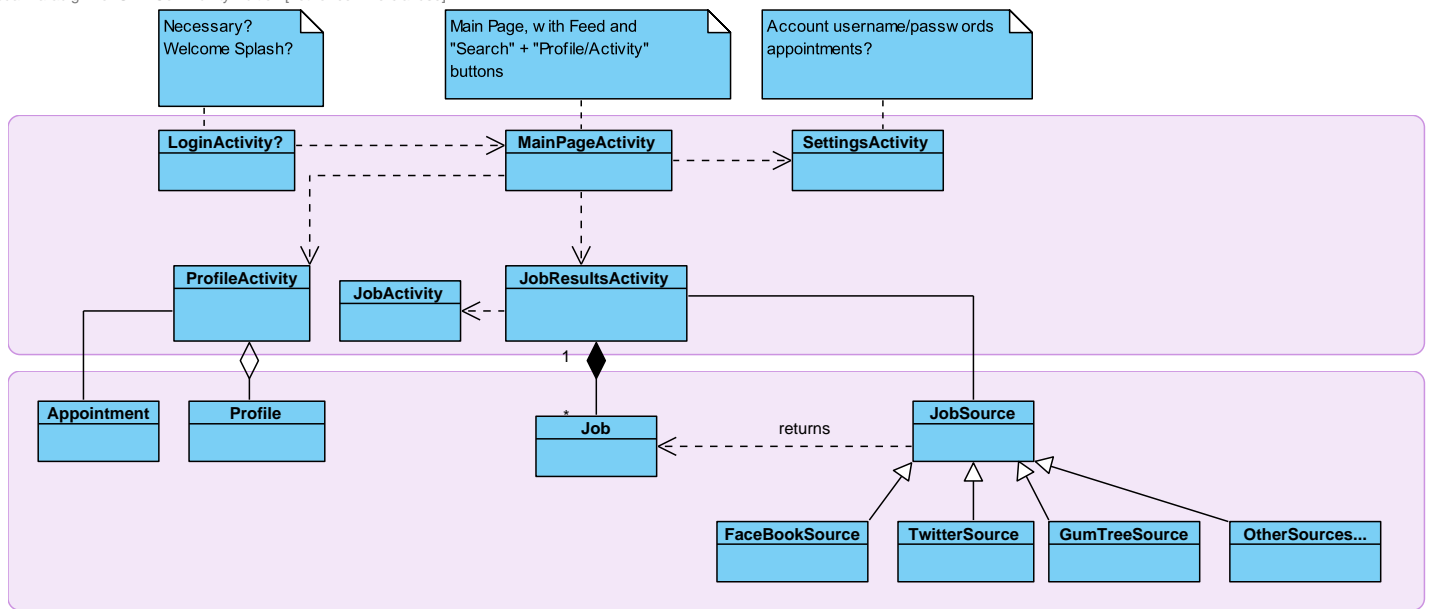 Necessary?
Welcome Splash?
Main Page, with Feed and
"Search" + "Profile/Activity"
buttons
Account username/passwords
appointments?
LoginActivity?
MainPageActivity
SettingsActivity
ProfileActivity
JobActivity
JobResultsActivity
1
*
Appointment
Profile
Job
returns
JobSource
FaceBookSource
TwitterSource
GumTreeSource
OtherSources...